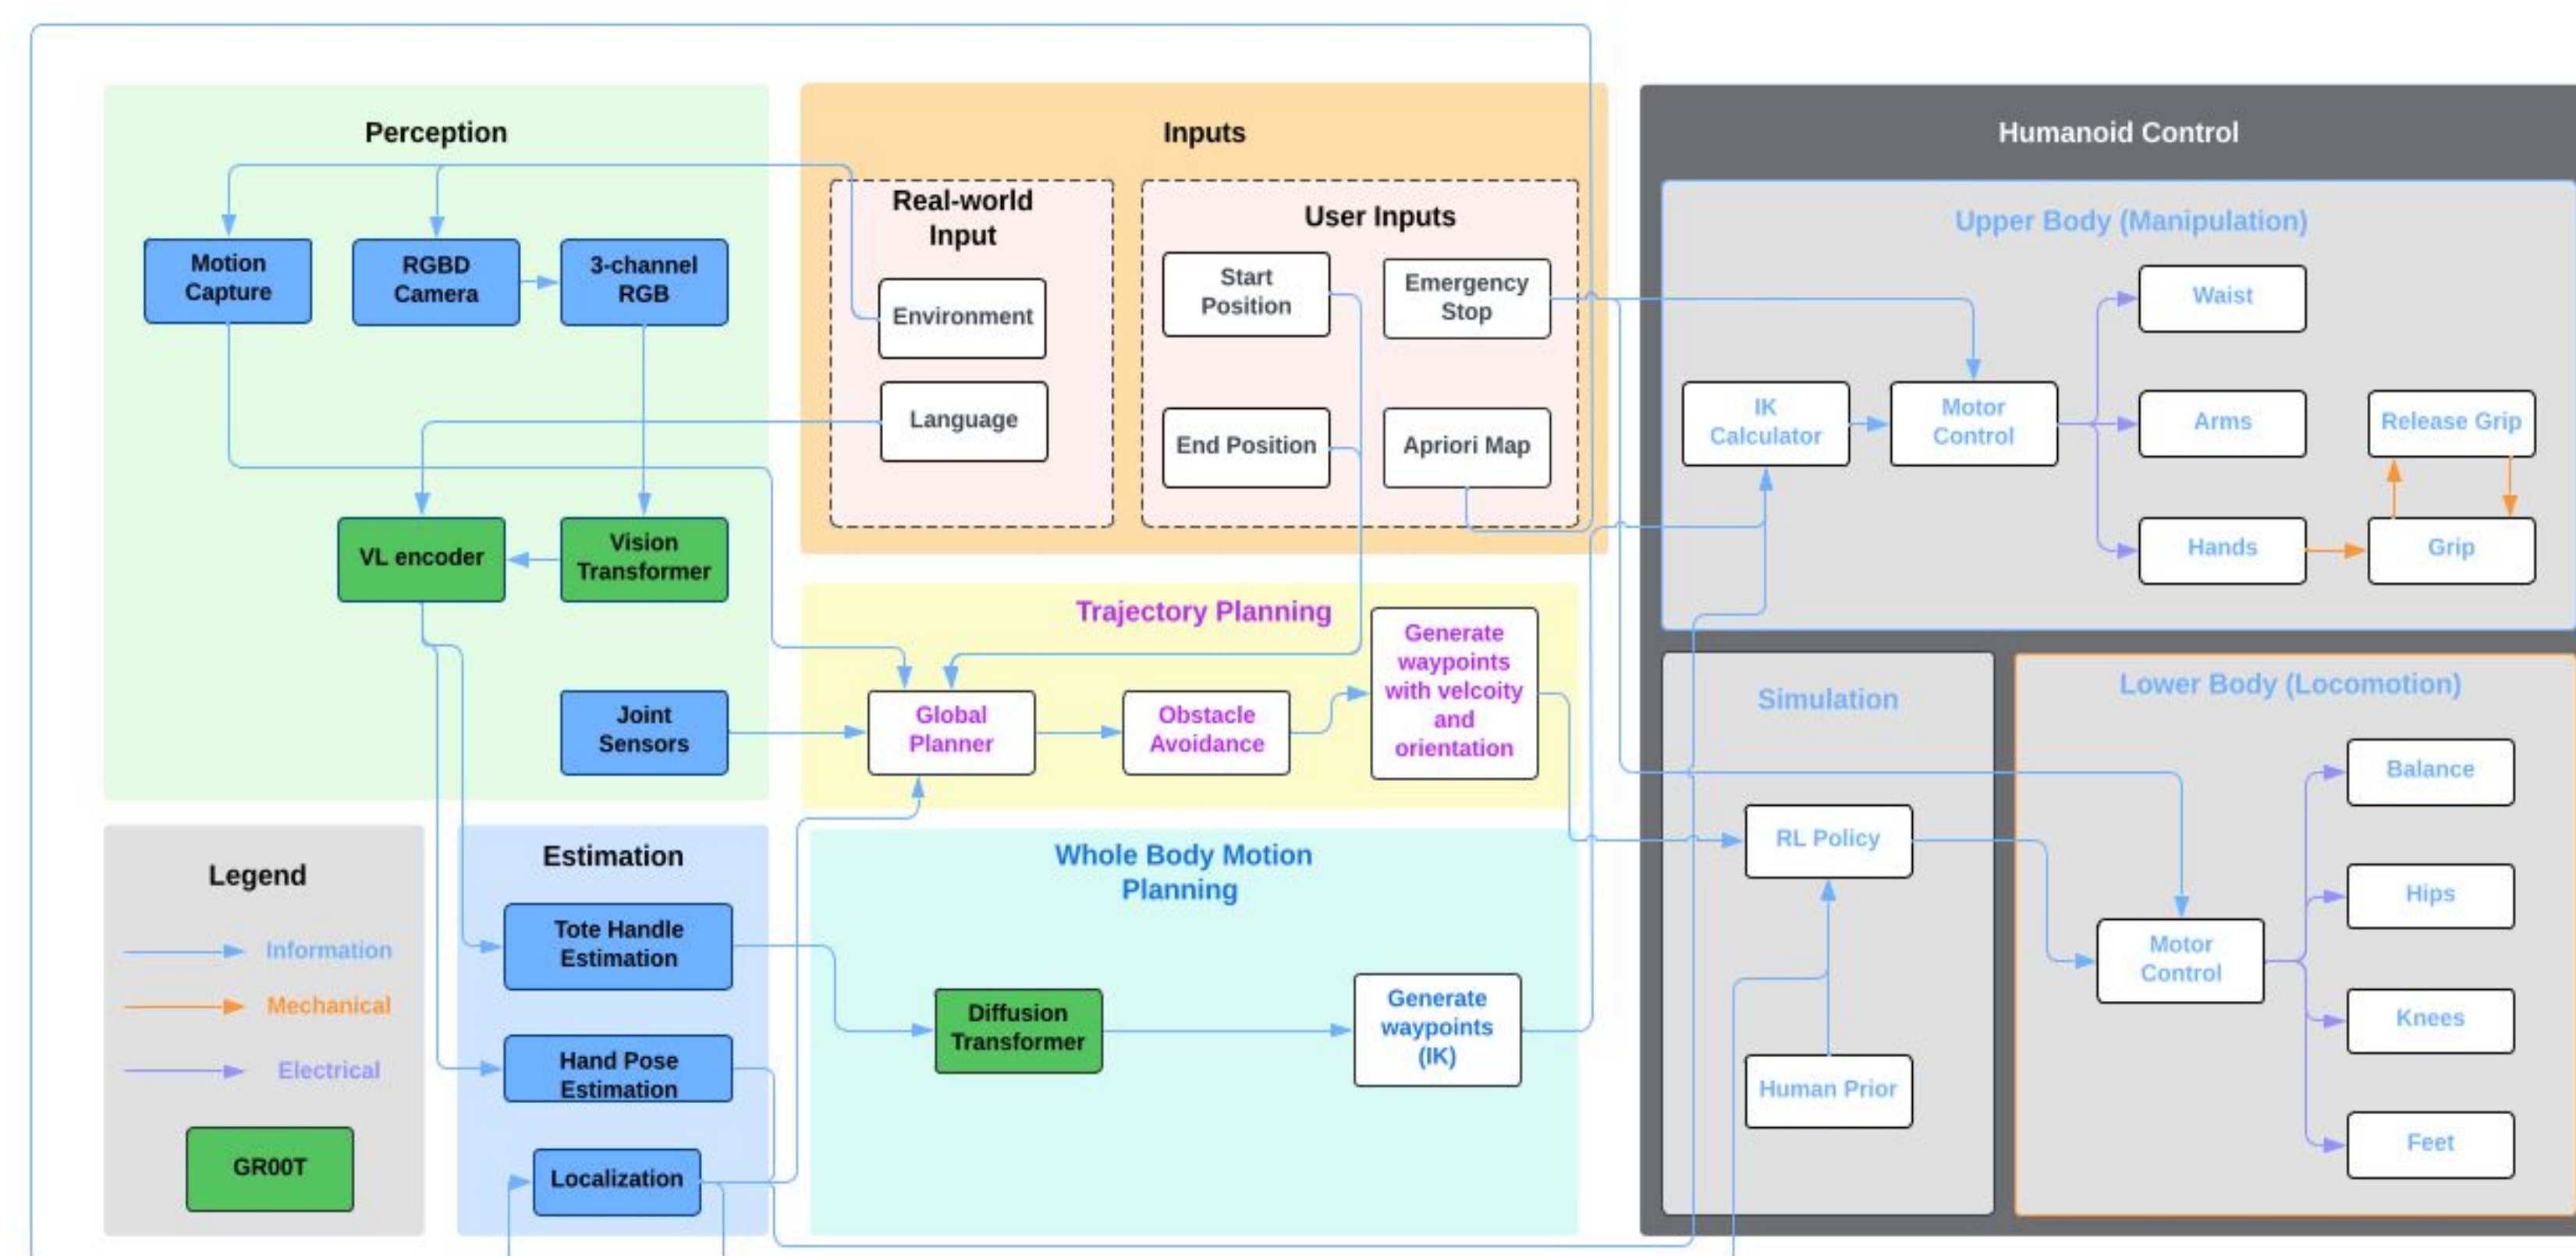 Perception
Motion
Capture
RGBD
Camera
3-channel
RGB
VL encoder
Vision
Transformer
Joint
Sensors
Inputs
Real-world
Input
Environment
Language
User Inputs
Start
Position
Emergency
Stop
End Position
Apriori Map
Trajectory Planning
Global
Planner
Obstacle
Avoidance
Generate
waypoints
with velcoity
and
orientation
Legend
Information
Mechanical
Electrical
GR00T
Estimation
Tote Handle
Estimation
Hand Pose
Estimation
Localization
Whole Body Motion
Planning
Diffusion
Transformer
Generate
waypoints
(IK)
Humanoid Control
Upper Body (Manipulation)
IK
Calculator
Motor
Control
Waist
Arms
Hands
Release Grip
Grip
Simulation
RL Policy
Human Prior
Lower Body (Locomotion)
Motor
Control
Balance
Hips
Knees
Feet